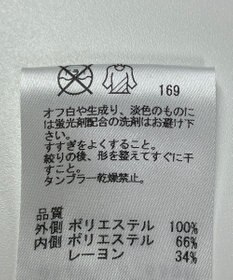 169
オフ白や生成り、淡色のものに
は蛍光剤配合の洗剤はお避け下
さい。
すすぎをよくすること。
絞りの後、形を整えてすぐに干
すこと。
タンブラー乾燥禁止。
品質
外側 ポリエステル 100%
内側 ポリエステル 66%
レーヨン 34%